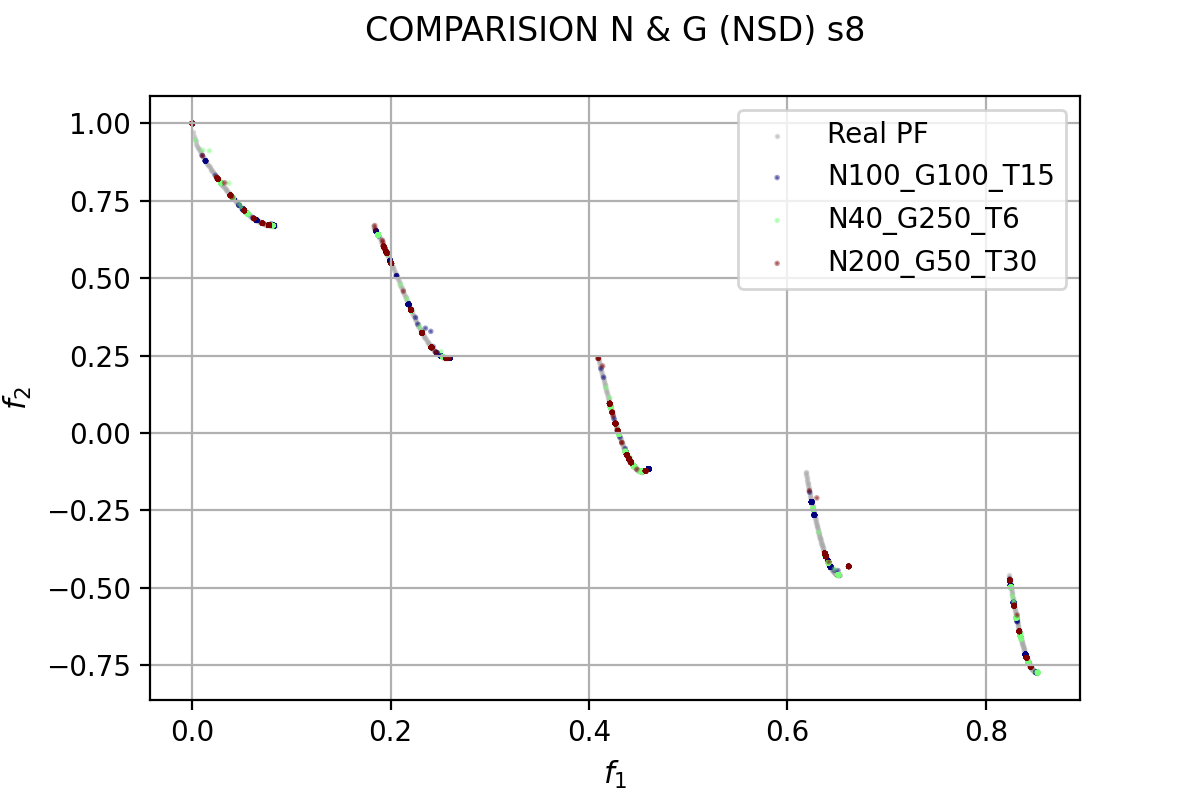 COMPARISION N & G (NSD) s8
1.00
0.75
0.50
0.25
0.00
−0.25
−0.50
−0.75
f₂
Real PF
N100_G100_T15
N40_G250_T6
N200_G50_T30
0.0 0.2 0.4 0.6 0.8
f₁